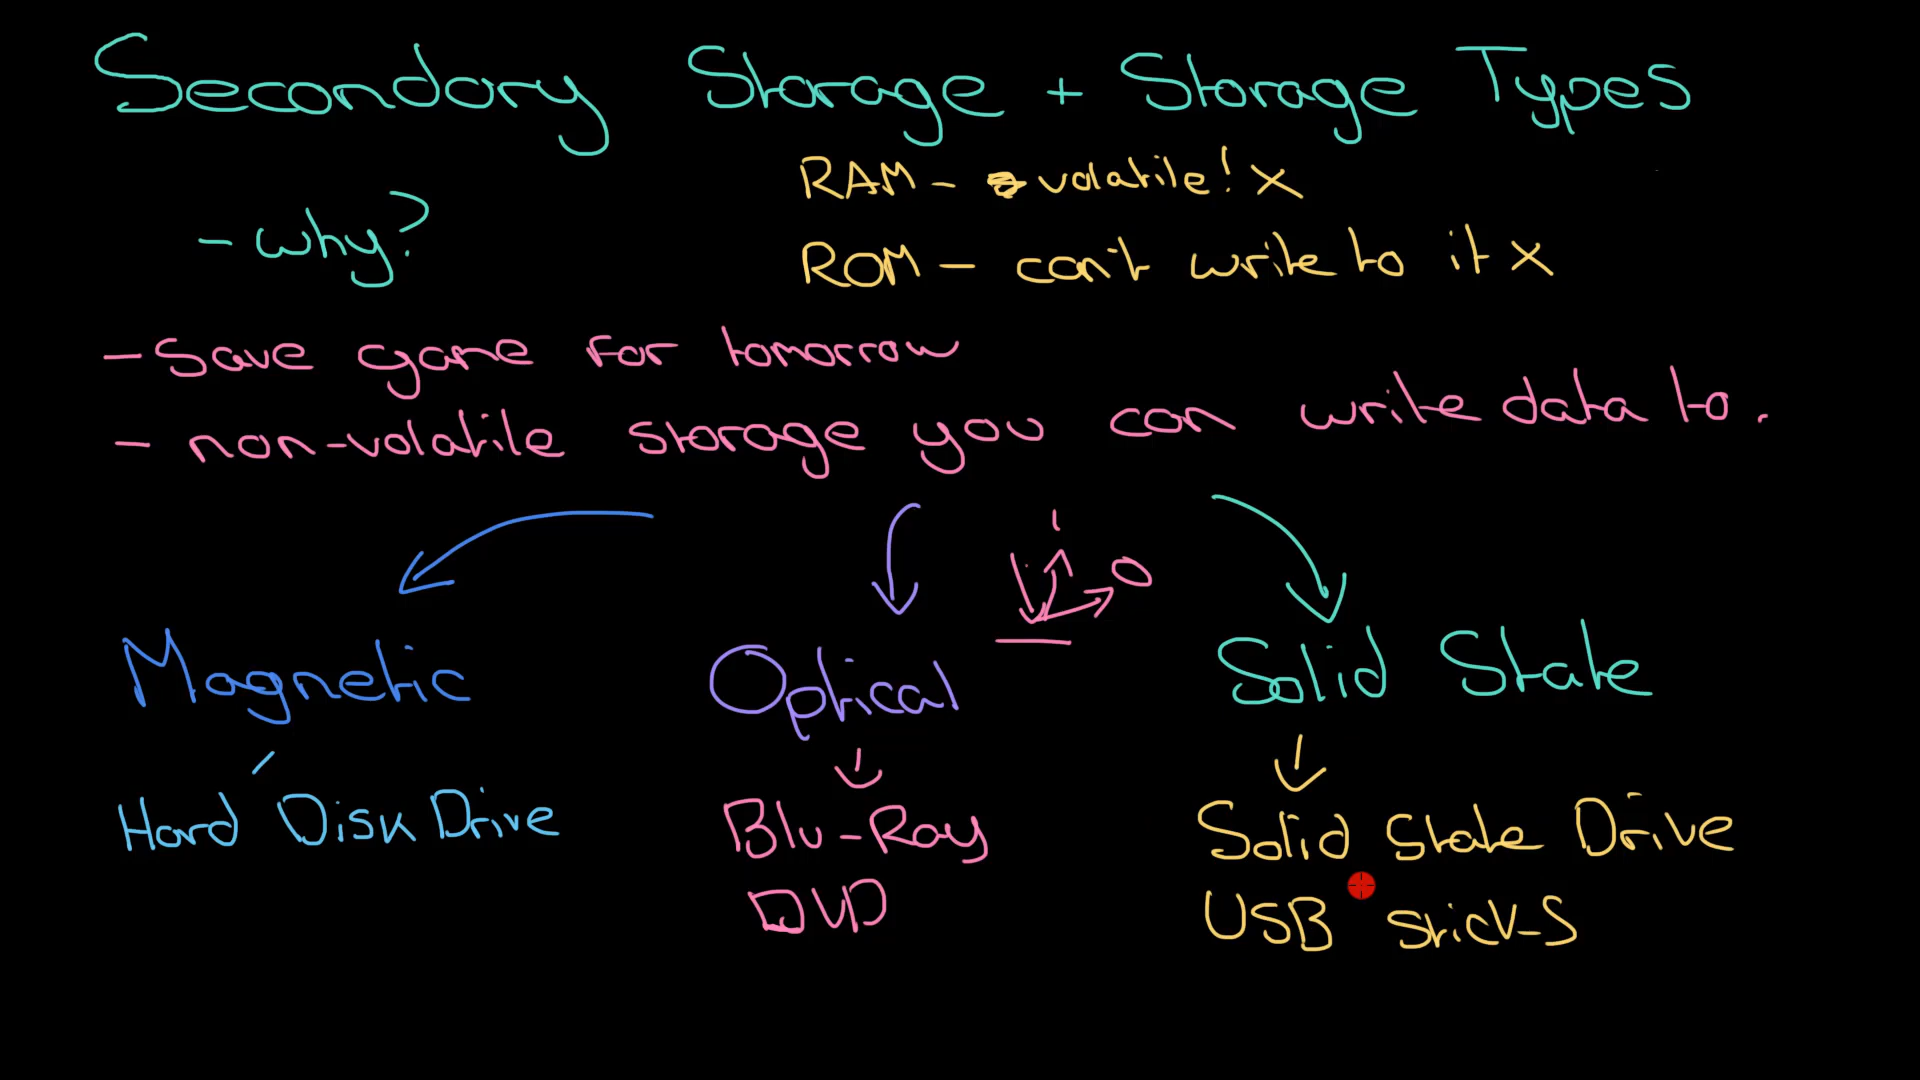 Secondary Storage + Storage Types
- why?
RAM - volatile! X
ROM - can't write to it X
- Save game for tomorrow
- non-volatile storage you can write data to.
1
0
Magnetic
Optical
Solid State
Hard Disk Drive
Blu-Ray
DVD
Solid State Drive
USB Sticks